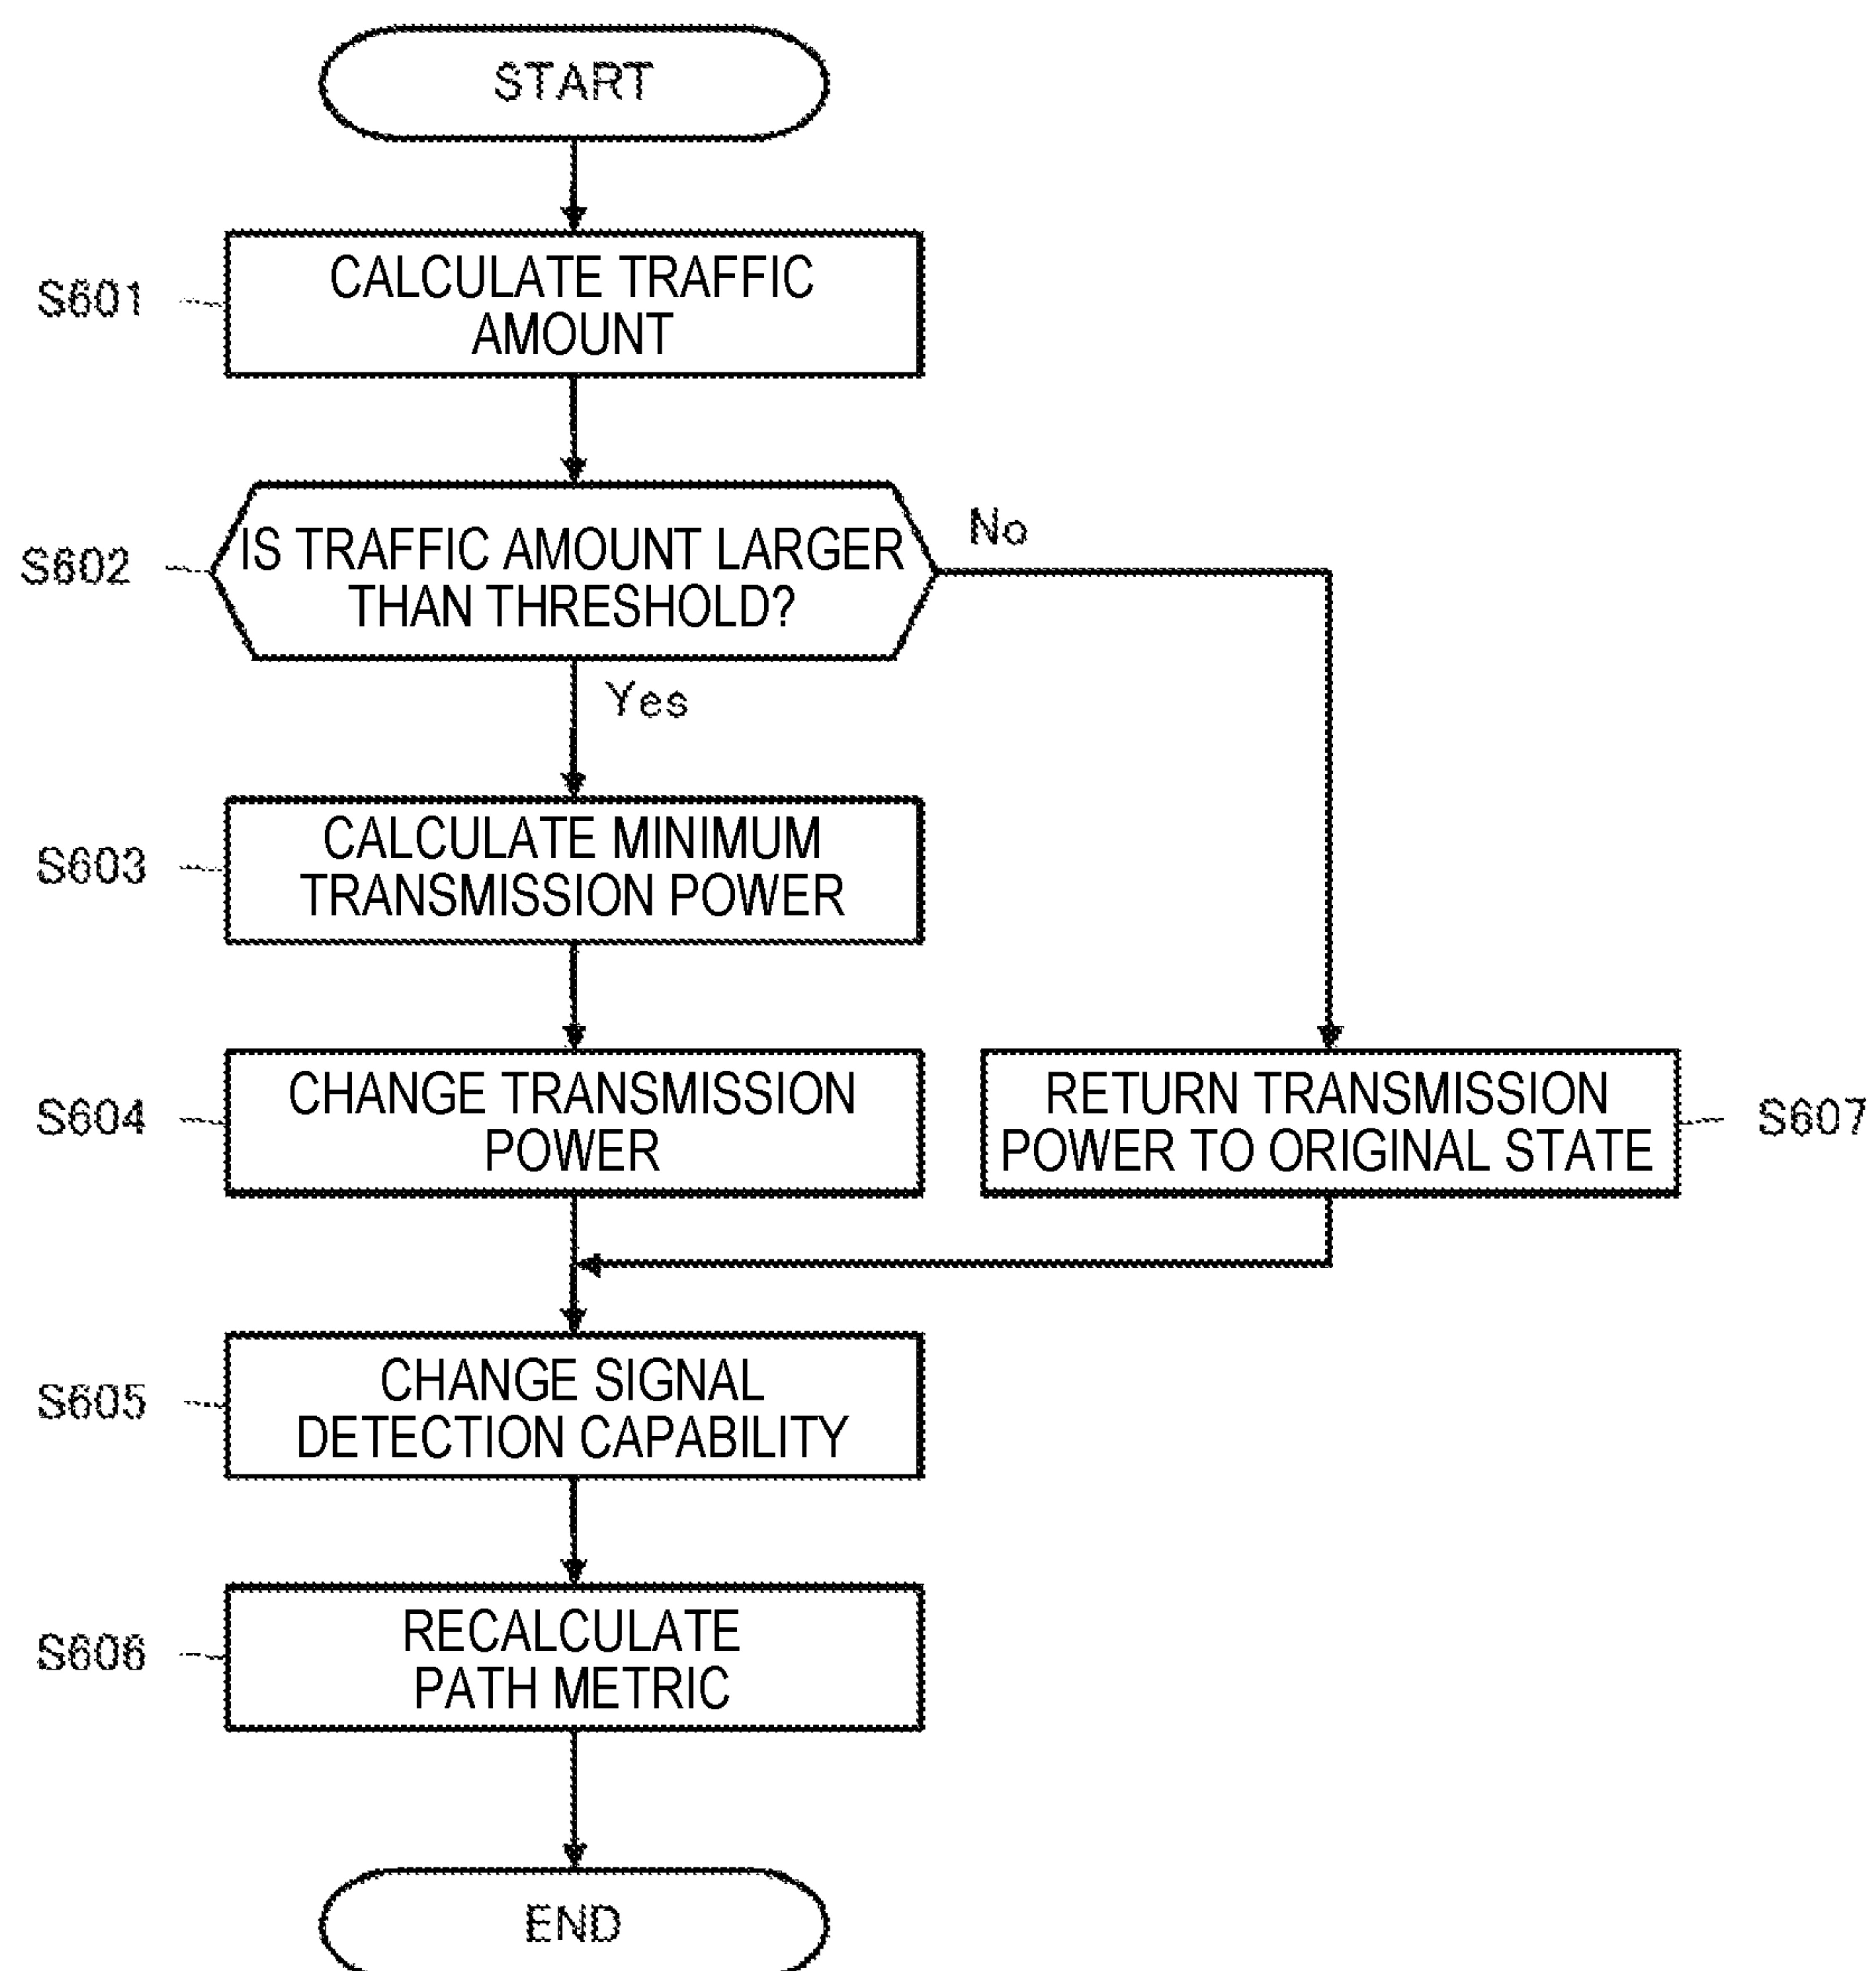 START
S601
CALCULATE TRAFFIC
AMOUNT
S602
IS TRAFFIC AMOUNT LARGER
THAN THRESHOLD?
No
Yes
S603
CALCULATE MINIMUM
TRANSMISSION POWER
S604
CHANGE TRANSMISSION
POWER
RETURN TRANSMISSION
POWER TO ORIGINAL STATE
S607
S605
CHANGE SIGNAL
DETECTION CAPABILITY
S606
RECALCULATE
PATH METRIC
END